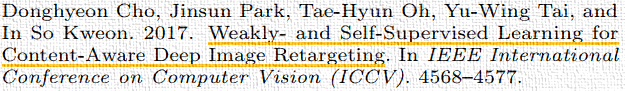 Donghyeon Cho, Jinsun Park, Tae-Hyun Oh, Yu-Wing Tai, and
In So Kweon. 2017. Weakly- and Self-Supervised Learning for
Content-Aware Deep Image Retargeting. In IEEE International
Conference on Computer Vision (ICCV). 4568–4577.